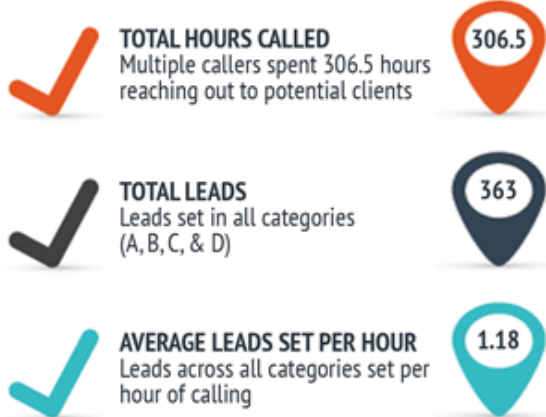 TOTAL HOURS CALLED
Multiple callers spent 306.5 hours
reaching out to potential clients
306.5
TOTAL LEADS
Leads set in all categories
(A, B, C, & D)
363
AVERAGE LEADS SET PER HOUR
Leads across all categories set per
hour of calling
1.18